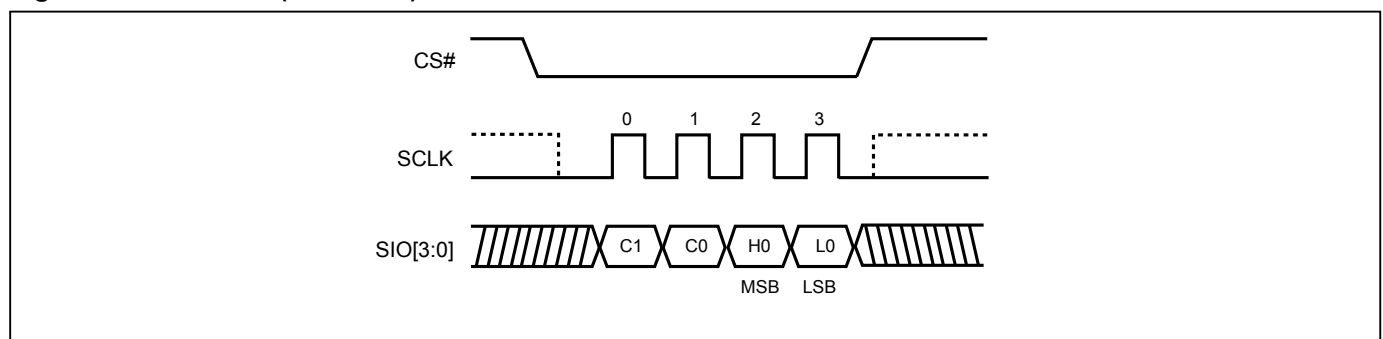 CS#
0 1 2 3
SCLK
SIO[3:0] C1 C0 H0 L0
MSB LSB